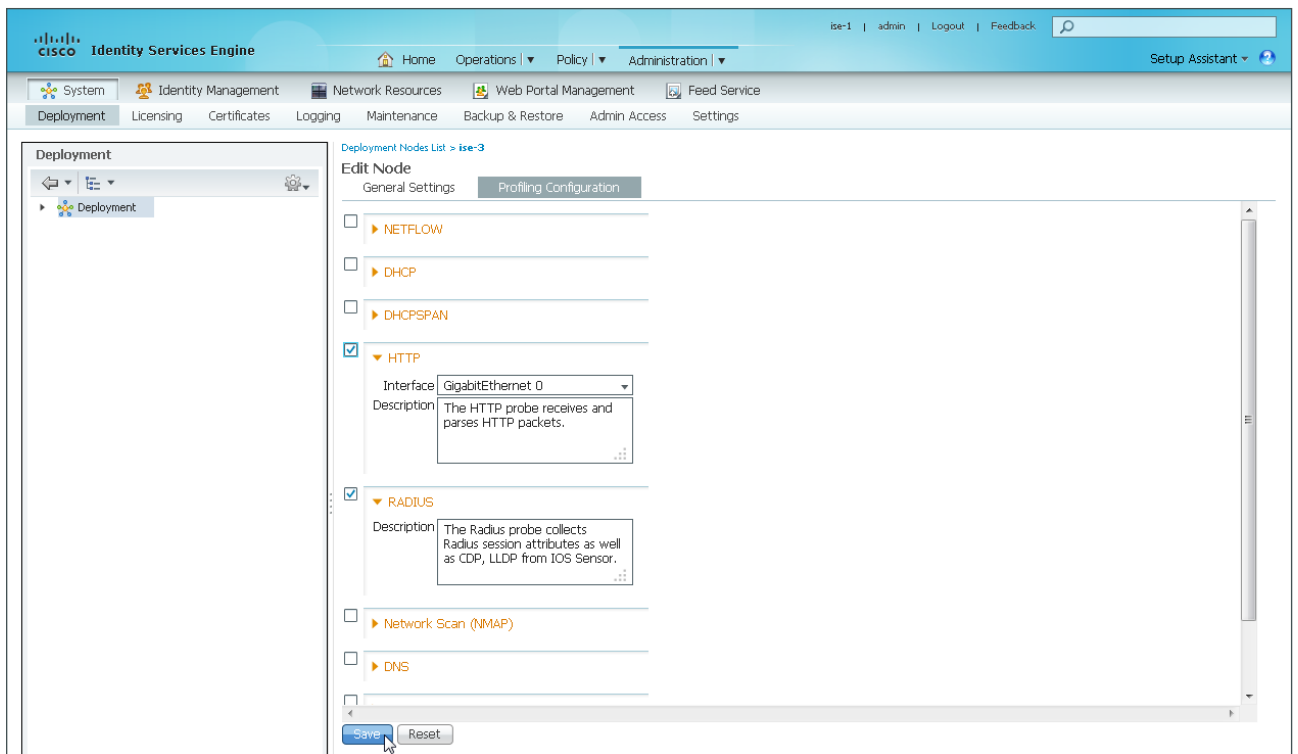 ise-1 | admin | Logout | Feedback
CISCO Identity Services Engine
Home Operations | Policy | Administration | Setup Assistant
System Identity Management Network Resources Web Portal Management Feed Service
Deployment Licensing Certificates Logging Maintenance Backup & Restore Admin Access Settings
Deployment
Deployment
Deployment Nodes List > ise-3
Edit Node
General Settings Profiling Configuration
NETFLOW
DHCP
DHCPSPAN
HTTP
Interface GigabitEthernet 0
Description The HTTP probe receives and
parses HTTP packets.
RADIUS
Description The Radius probe collects
Radius session attributes as well
as CDP, LLDP from IOS Sensor.
Network Scan (NMAP)
DNS
Save Reset